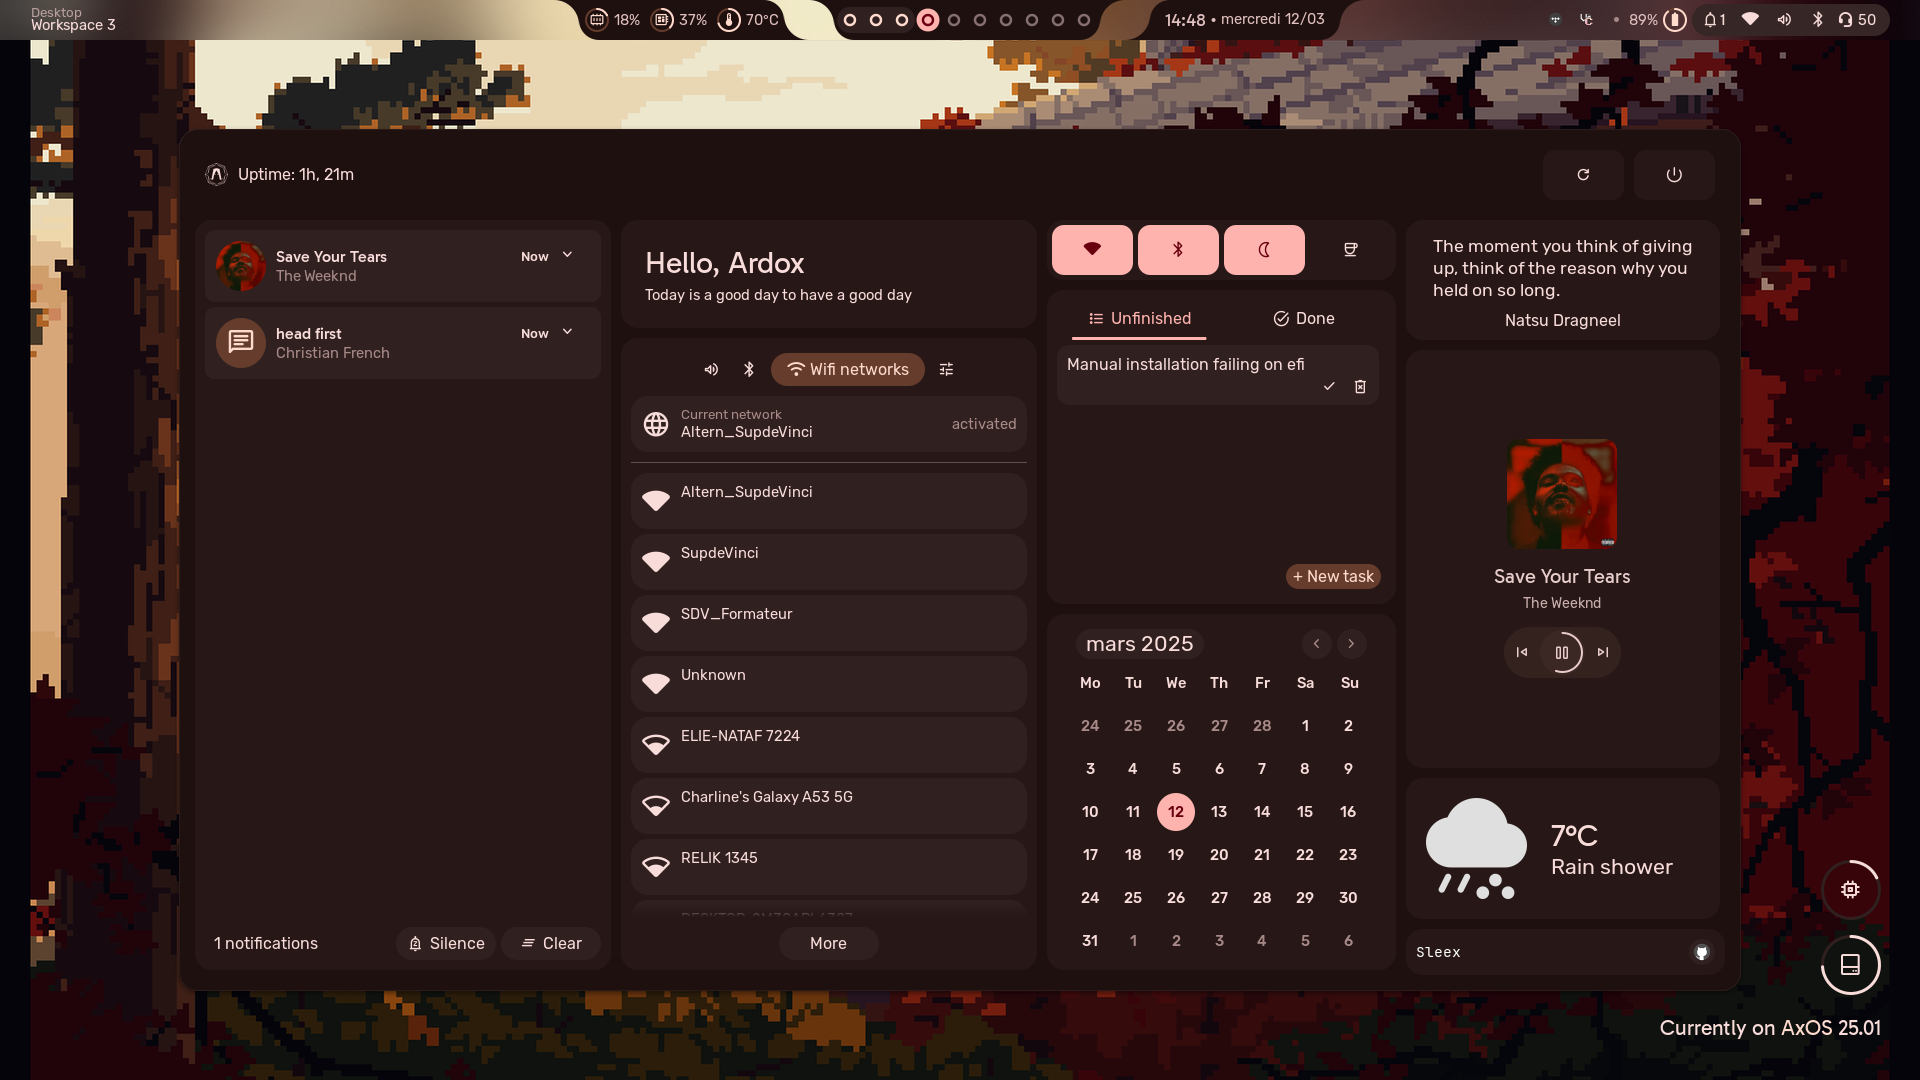 Desktop
Workspace 3
18%
37%
70°C
14:48 • mercredi 12/03
89%
1
50
Uptime: 1h, 21m
Save Your Tears
The Weeknd
Now
head first
Christian French
Now
1 notifications
Silence
Clear
Hello, Ardox
Today is a good day to have a good day
Wifi networks
Current network
Altern_SupdeVinci
activated
Altern_SupdeVinci
SupdeVinci
SDV_Formateur
Unknown
ELIE-NATAF 7224
Charline's Galaxy A53 5G
RELIK 1345
More
Unfinished
Done
Manual installation failing on efi
+ New task
mars 2025
Mo Tu We Th Fr Sa Su
24 25 26 27 28 1 2
3 4 5 6 7 8 9
10 11 12 13 14 15 16
17 18 19 20 21 22 23
24 25 26 27 28 29 30
31 1 2 3 4 5 6
The moment you think of giving
up, think of the reason why you
held on so long.
Natsu Dragneel
Save Your Tears
The Weeknd
7°C
Rain shower
Sleex
Currently on AxOS 25.01